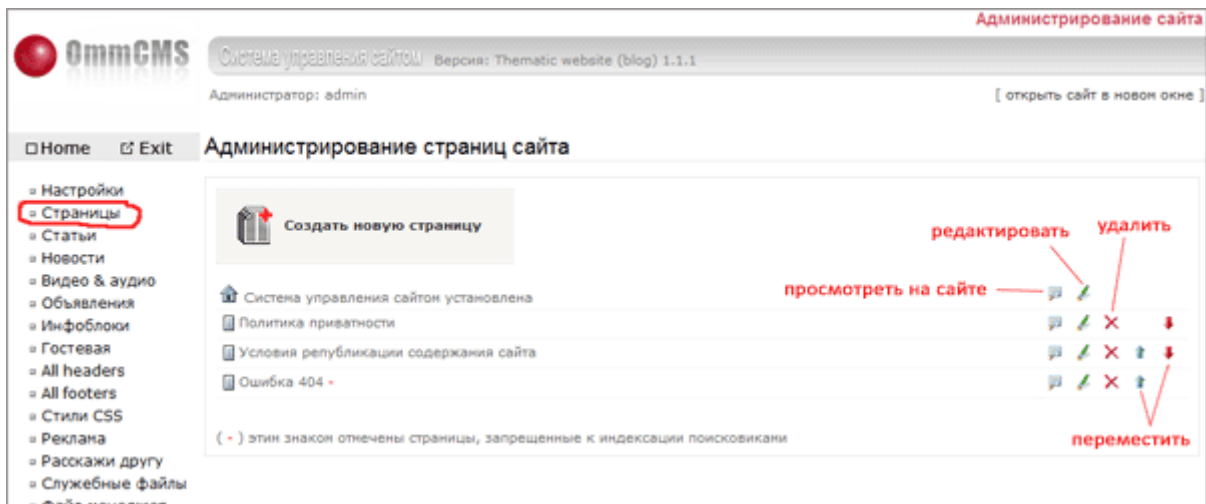 Администрирование сайта
OmmCMS
Система управления сайтом Версия: Thematic website (blog) 1.1.1
Администратор: admin [ открыть сайт в новом окне ]
Home Exit
Администрирование страниц сайта
Настройки
Страницы
Статьи
Новости
Видео & аудио
Объявления
Инфоблоки
Гостевая
All headers
All footers
Стили CSS
Реклама
Расскажи другу
Служебные файлы
Файл менеджер
Создать новую страницу
редактировать
удалить
Система управления сайтом установлена
просмотреть на сайте
Политика приватности
Условия републикации содержания сайта
Ошибка 404 -
( - ) этим знаком отмечены страницы, запрещенные к индексации поисковиками
переместить